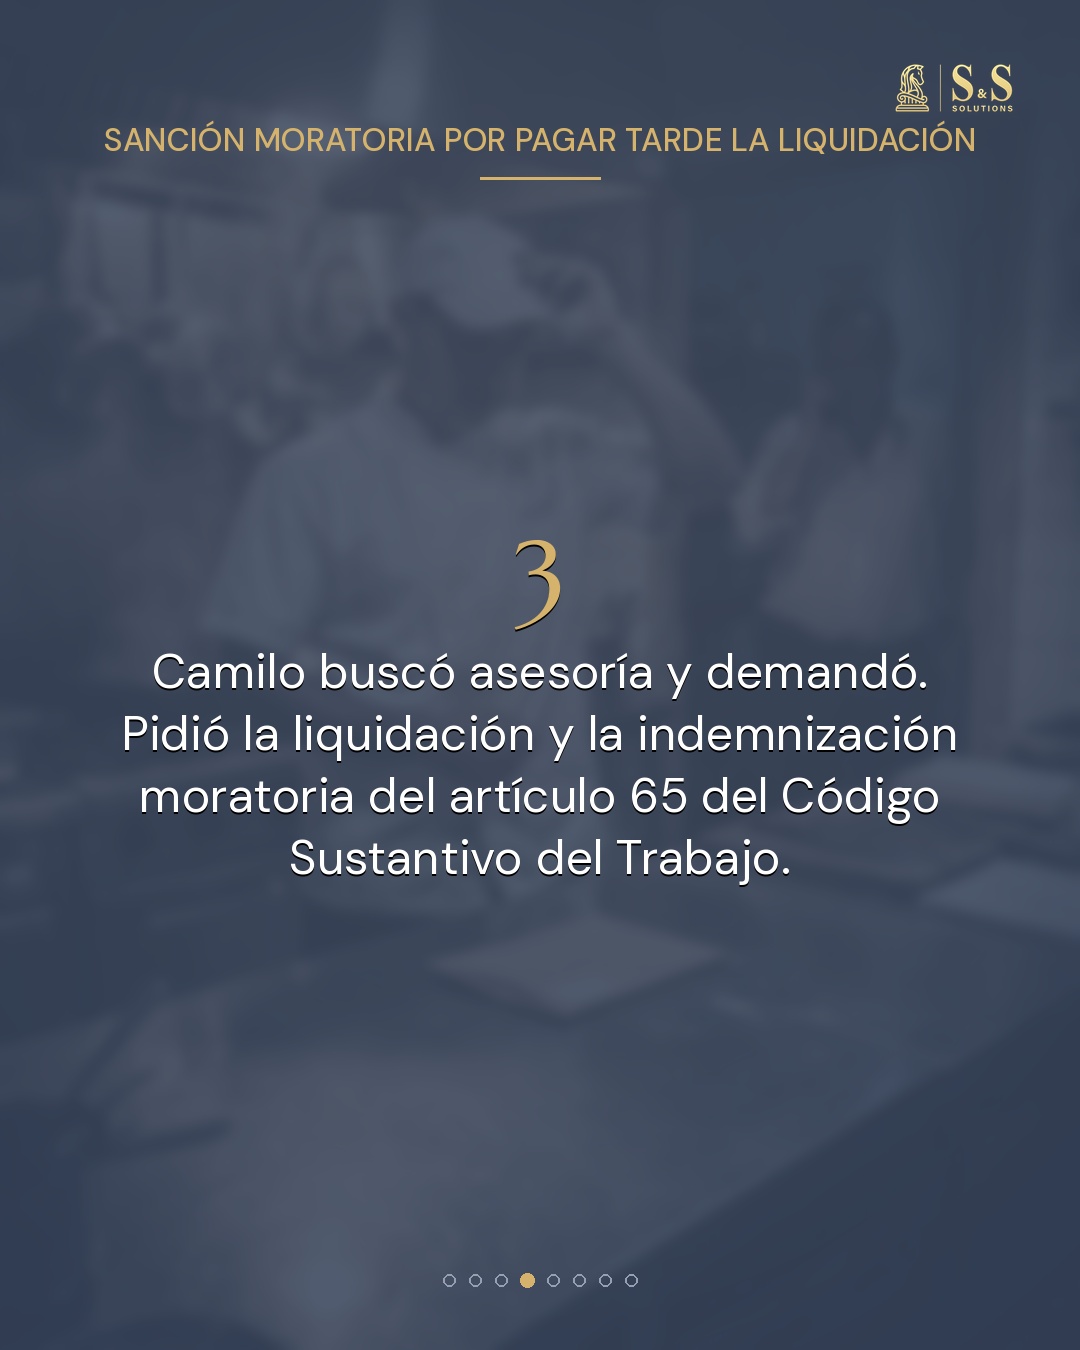 S&S
SOLUTIONS
SANCIÓN MORATORIA POR PAGAR TARDE LA LIQUIDACIÓN
3
Camilo buscó asesoría y demandó.
Pidió la liquidación y la indemnización
moratoria del artículo 65 del Código
Sustantivo del Trabajo.